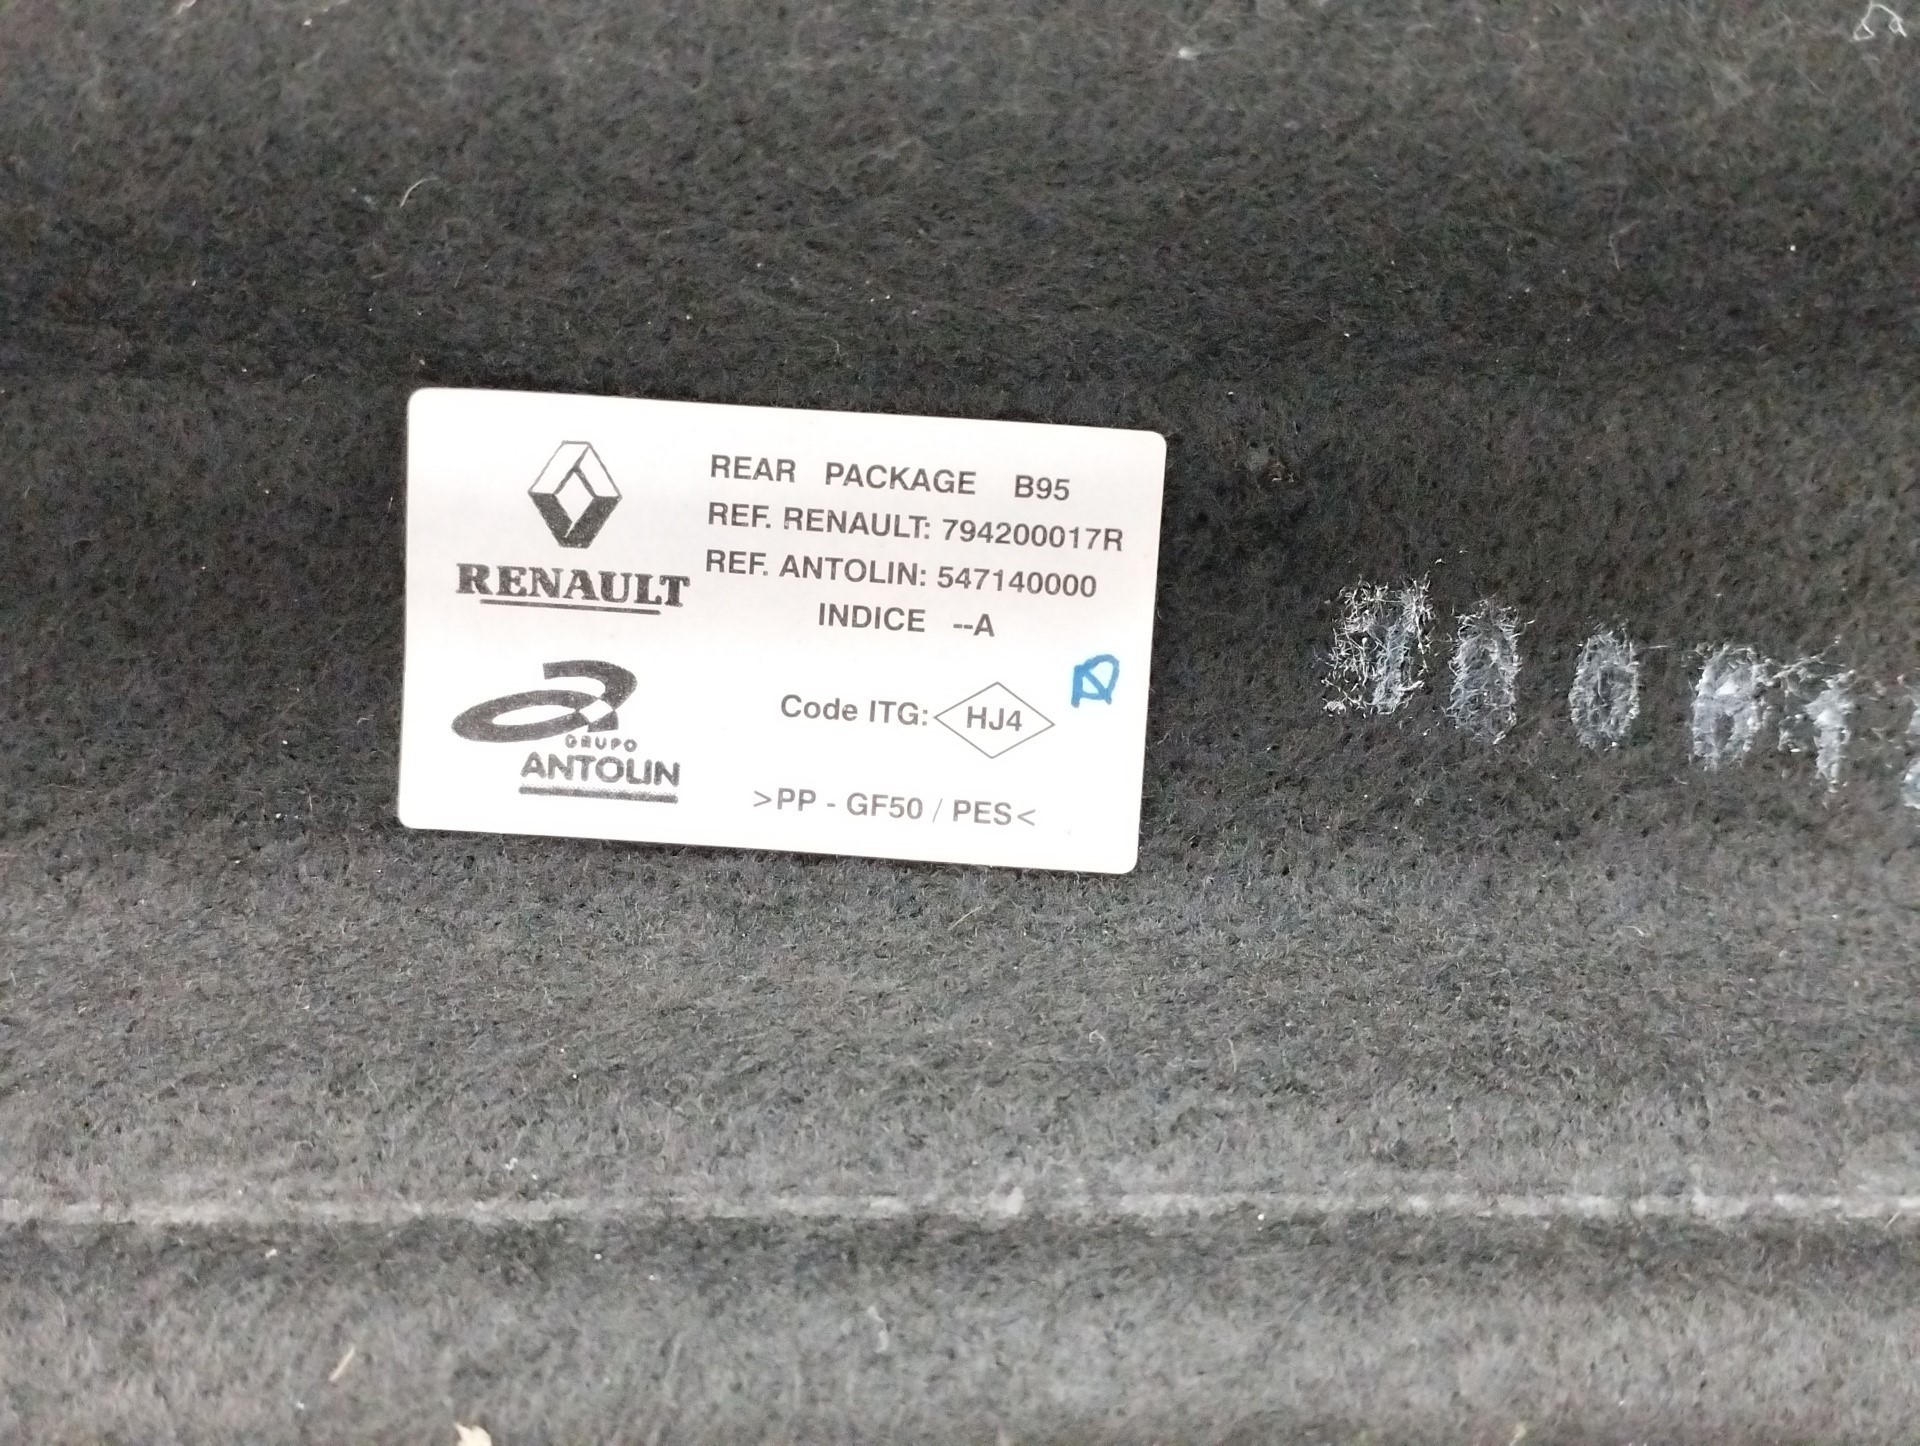 RENAULT
REAR PACKAGE B95
REF. RENAULT: 794200017R
REF. ANTOLIN: 547140000
INDICE --A
GRUPO
ANTOLIN
Code ITG: HJ4
>PP - GF50 / PES<